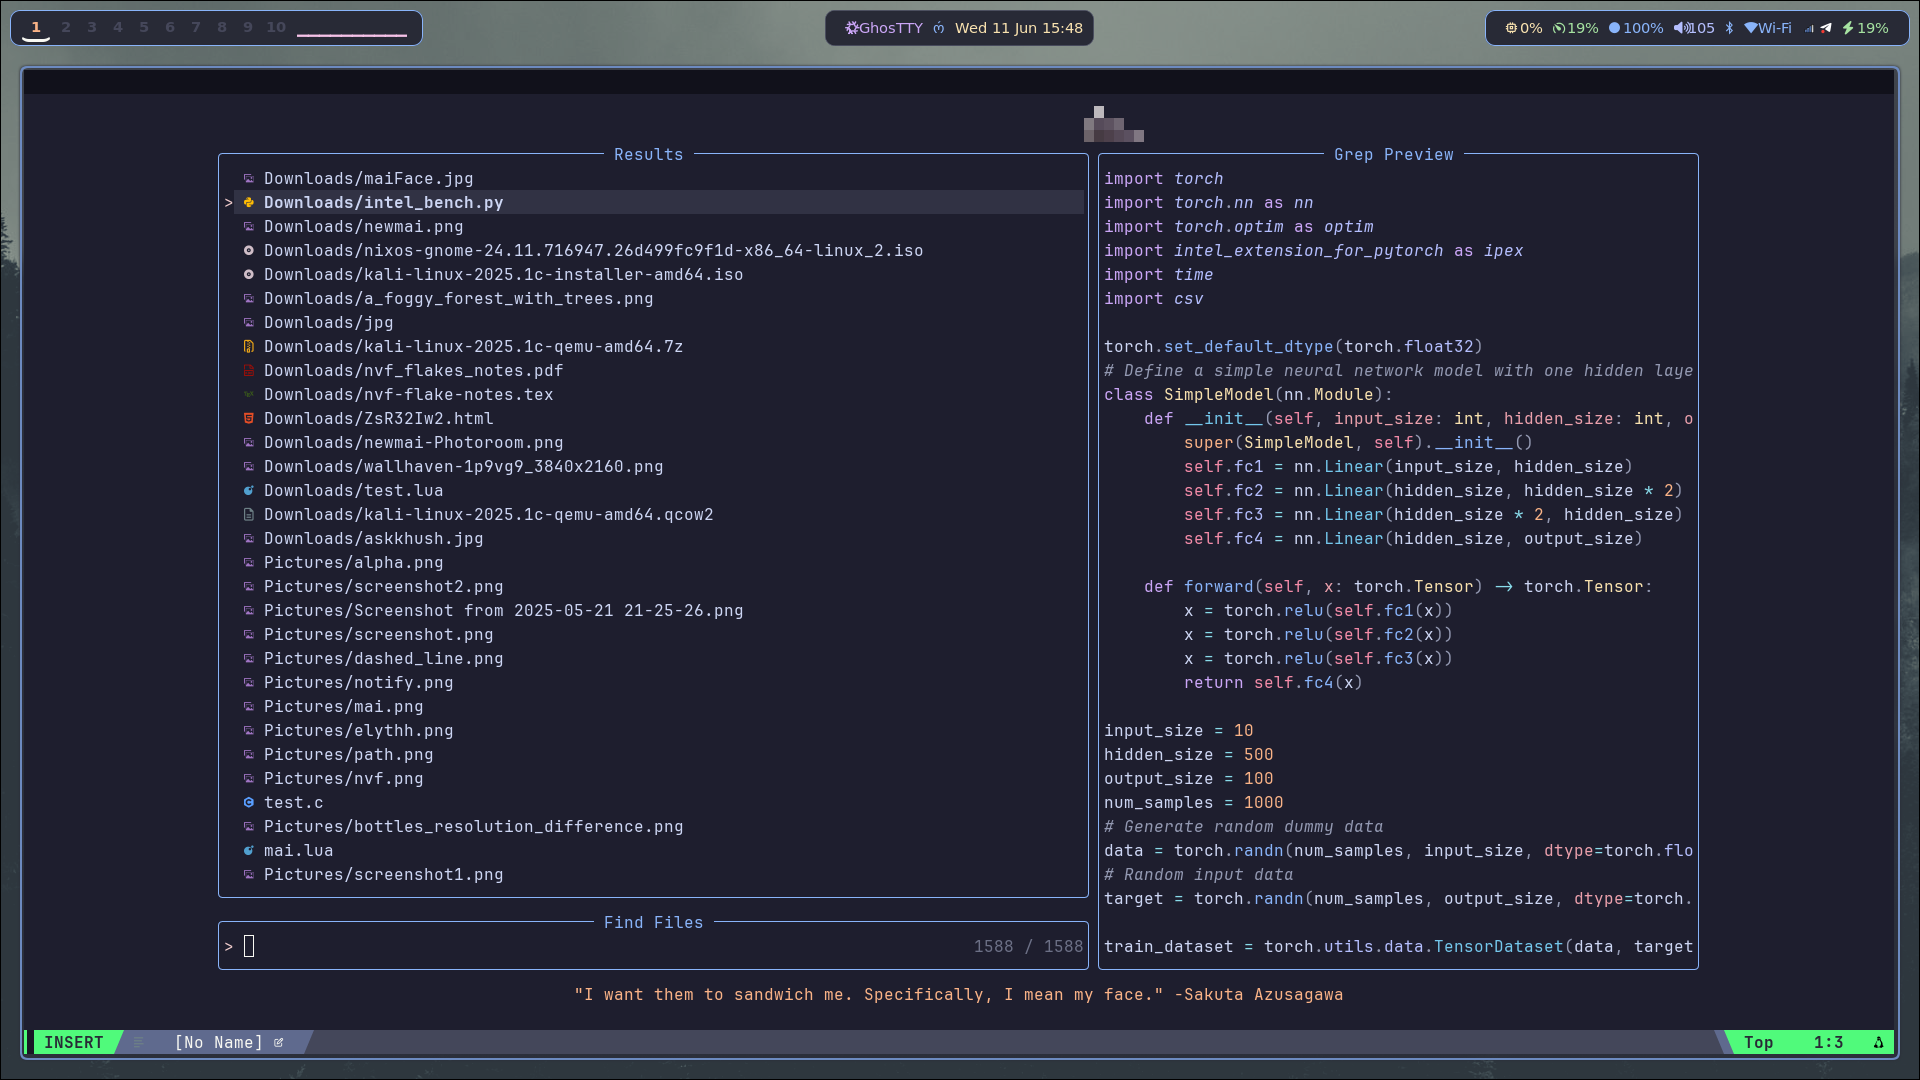 1 2 3 4 5 6 7 8 9 10
GhosTTY Wed 11 Jun 15:48
0% 19% 100% 105 Wi-Fi 19%
Results
Downloads/maiFace.jpg
> Downloads/intel_bench.py
Downloads/newmai.png
Downloads/nixos-gnome-24.11.716947.26d499fc9f1d-x86_64-linux_2.iso
Downloads/kali-linux-2025.1c-installer-amd64.iso
Downloads/a_foggy_forest_with_trees.png
Downloads/jpg
Downloads/kali-linux-2025.1c-qemu-amd64.7z
Downloads/nvf_flakes_notes.pdf
Downloads/nvf-flake-notes.tex
Downloads/ZsR32Iw2.html
Downloads/newmai-Photoroom.png
Downloads/wallhaven-1p9vg9_3840x2160.png
Downloads/test.lua
Downloads/kali-linux-2025.1c-qemu-amd64.qcow2
Downloads/askkhush.jpg
Pictures/alpha.png
Pictures/screenshot2.png
Pictures/Screenshot from 2025-05-21 21-25-26.png
Pictures/screenshot.png
Pictures/dashed_line.png
Pictures/notify.png
Pictures/mai.png
Pictures/elythh.png
Pictures/path.png
Pictures/nvf.png
test.c
Pictures/bottles_resolution_difference.png
mai.lua
Pictures/screenshot1.png
Find Files
> 1588 / 1588
Grep Preview
import torch
import torch.nn as nn
import torch.optim as optim
import intel_extension_for_pytorch as ipex
import time
import csv
torch.set_default_dtype(torch.float32)
# Define a simple neural network model with one hidden laye
class SimpleModel(nn.Module):
def __init__(self, input_size: int, hidden_size: int, o
super(SimpleModel, self).__init__()
self.fc1 = nn.Linear(input_size, hidden_size)
self.fc2 = nn.Linear(hidden_size, hidden_size * 2)
self.fc3 = nn.Linear(hidden_size * 2, hidden_size)
self.fc4 = nn.Linear(hidden_size, output_size)
def forward(self, x: torch.Tensor) -> torch.Tensor:
x = torch.relu(self.fc1(x))
x = torch.relu(self.fc2(x))
x = torch.relu(self.fc3(x))
return self.fc4(x)
input_size = 10
hidden_size = 500
output_size = 100
num_samples = 1000
# Generate random dummy data
data = torch.randn(num_samples, input_size, dtype=torch.flo
# Random input data
target = torch.randn(num_samples, output_size, dtype=torch.
train_dataset = torch.utils.data.TensorDataset(data, target
"I want them to sandwich me. Specifically, I mean my face." -Sakuta Azusagawa
INSERT [No Name] Top 1:3